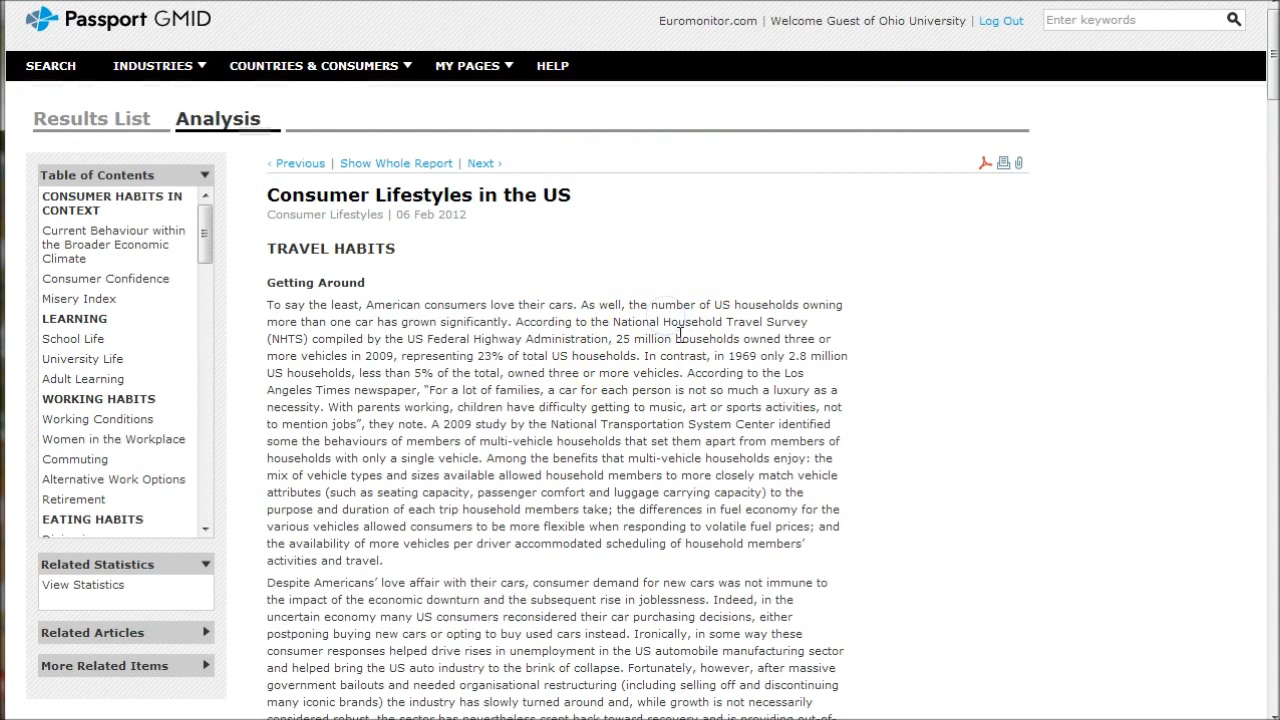 Passport GMID
Euromonitor.com | Welcome Guest of Ohio University | Log Out
Enter keywords
SEARCH INDUSTRIES COUNTRIES & CONSUMERS MY PAGES HELP
Results List Analysis
Table of Contents
CONSUMER HABITS IN
CONTEXT
Current Behaviour within
the Broader Economic
Climate
Consumer Confidence
Misery Index
LEARNING
School Life
University Life
Adult Learning
WORKING HABITS
Working Conditions
Women in the Workplace
Commuting
Alternative Work Options
Retirement
EATING HABITS
Related Statistics
View Statistics
Related Articles
More Related Items
‹ Previous | Show Whole Report | Next ›
Consumer Lifestyles in the US
Consumer Lifestyles | 06 Feb 2012
TRAVEL HABITS
Getting Around
To say the least, American consumers love their cars. As well, the number of US households owning
more than one car has grown significantly. According to the National Household Travel Survey
(NHTS) compiled by the US Federal Highway Administration, 25 million households owned three or
more vehicles in 2009, representing 23% of total US households. In contrast, in 1969 only 2.8 million
US households, less than 5% of the total, owned three or more vehicles. According to the Los
Angeles Times newspaper, “For a lot of families, a car for each person is not so much a luxury as a
necessity. With parents working, children have difficulty getting to music, art or sports activities, not
to mention jobs”, they note. A 2009 study by the National Transportation System Center identified
some the behaviours of members of multi-vehicle households that set them apart from members of
households with only a single vehicle. Among the benefits that multi-vehicle households enjoy: the
mix of vehicle types and sizes available allowed household members to more closely match vehicle
attributes (such as seating capacity, passenger comfort and luggage carrying capacity) to the
purpose and duration of each trip household members take; the differences in fuel economy for the
various vehicles allowed consumers to be more flexible when responding to volatile fuel prices; and
the availability of more vehicles per driver accommodated scheduling of household members’
activities and travel.
Despite Americans’ love affair with their cars, consumer demand for new cars was not immune to
the impact of the economic downturn and the subsequent rise in joblessness. Indeed, in the
uncertain economy many US consumers reconsidered their car purchasing decisions, either
postponing buying new cars or opting to buy used cars instead. Ironically, in some way these
consumer responses helped drive rises in unemployment in the US automobile manufacturing sector
and helped bring the US auto industry to the brink of collapse. Fortunately, however, after massive
government bailouts and needed organisational restructuring (including selling off and discontinuing
many iconic brands) the industry has slowly turned around and, while growth is not necessarily
considered robust, the sector has nevertheless crept back toward recovery and is providing out-of-